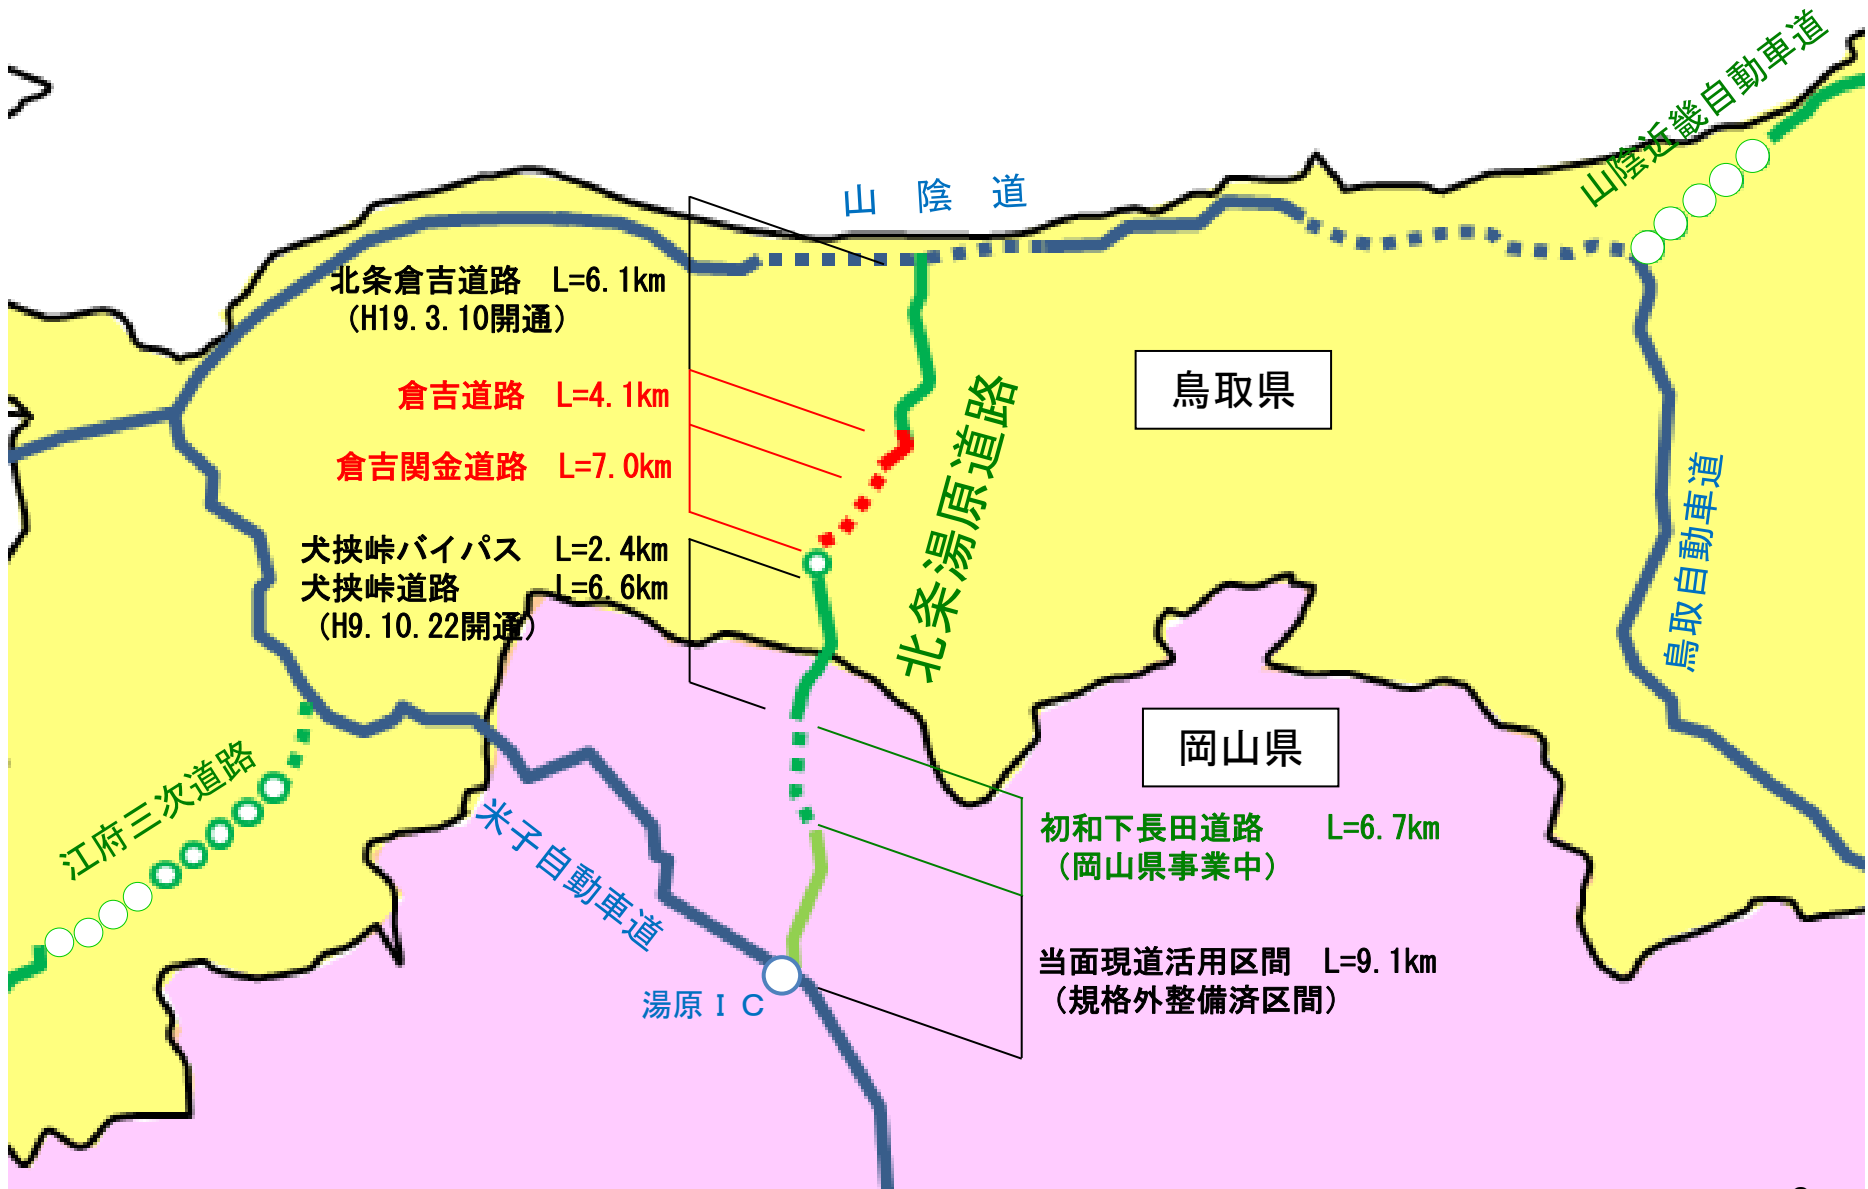 山陰近畿自動車道
山 陰 道
北条倉吉道路 L=6.1km
(H19.3.10開通)
倉吉道路 L=4.1km
倉吉関金道路 L=7.0km
犬挟峠バイパス L=2.4km
犬挟峠道路 L=6.6km
(H9.10.22開通)
北条湯原道路
鳥取県
鳥取自動車道
岡山県
江府三次道路
米子自動車道
初和下長田道路 L=6.7km
(岡山県事業中)
当面現道活用区間 L=9.1km
(規格外整備済区間)
湯原ＩＣ